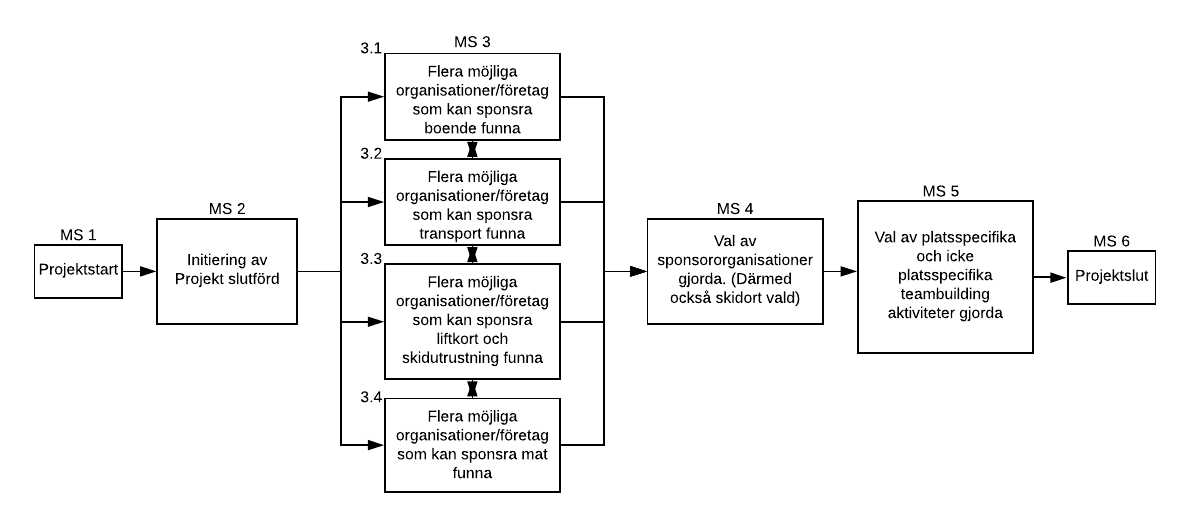 MS 1
Projektstart
MS 2
Initiering av
Projekt slutförd
MS 3
3.1
Flera möjliga
organisationer/företag
som kan sponsra
boende funna
3.2
Flera möjliga
organisationer/företag
som kan sponsra
transport funna
3.3
Flera möjliga
organisationer/företag
som kan sponsra
liftkort och
skidutrustning funna
3.4
Flera möjliga
organisationer/företag
som kan sponsra mat
funna
MS 4
Val av
sponsororganisationer
gjorda. (Därmed
också skidort vald)
MS 5
Val av platsspecifika
och icke
platsspecifika
teambuilding
aktiviteter gjorda
MS 6
Projektslut